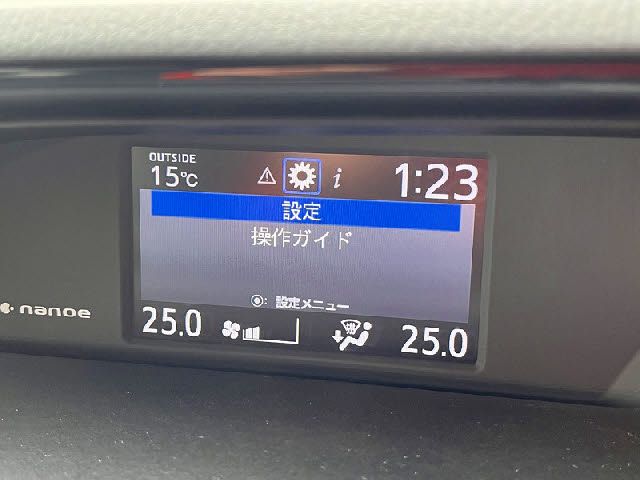 OUTSIDE
15℃
i
1:23
設定
操作ガイド
◉: 設定メニュー
nanoe
25.0
25.0